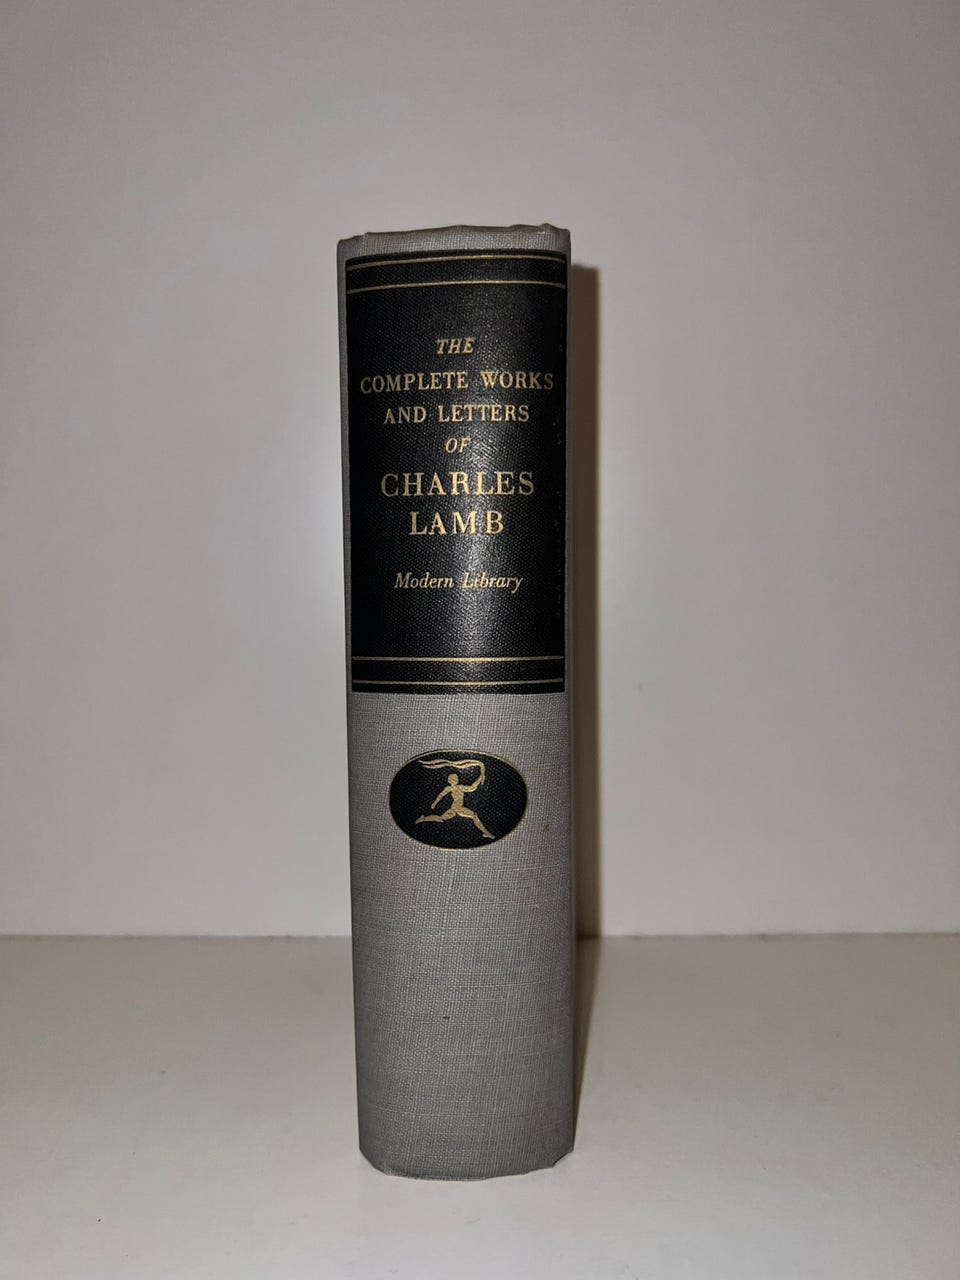 THE
COMPLETE WORKS
AND LETTERS
OF
CHARLES
LAMB
Modern Library